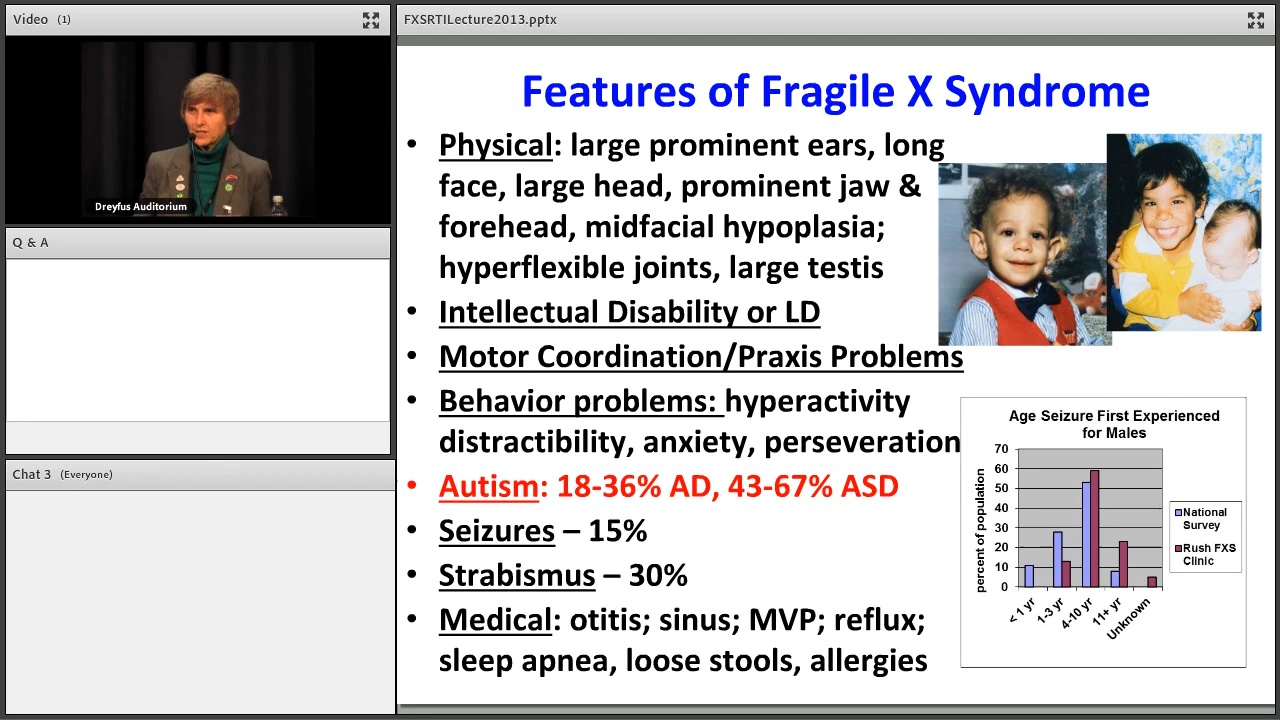 Video (1)
Dreyfus Auditorium
Q & A
Chat 3 (Everyone)
FXSRTILecture2013.pptx
Features of Fragile X Syndrome
• Physical: large prominent ears, long
face, large head, prominent jaw &
forehead, midfacial hypoplasia;
hyperflexible joints, large testis
• Intellectual Disability or LD
• Motor Coordination/Praxis Problems
• Behavior problems: hyperactivity
distractibility, anxiety, perseveration
• Autism: 18-36% AD, 43-67% ASD
• Seizures – 15%
• Strabismus – 30%
• Medical: otitis; sinus; MVP; reflux;
sleep apnea, loose stools, allergies
Age Seizure First Experienced
for Males
percent of population
70
60
50
40
30
20
10
0
< 1 yr
1-3 yr
4-10 yr
11+ yr
Unknown
National
Survey
Rush FXS
Clinic